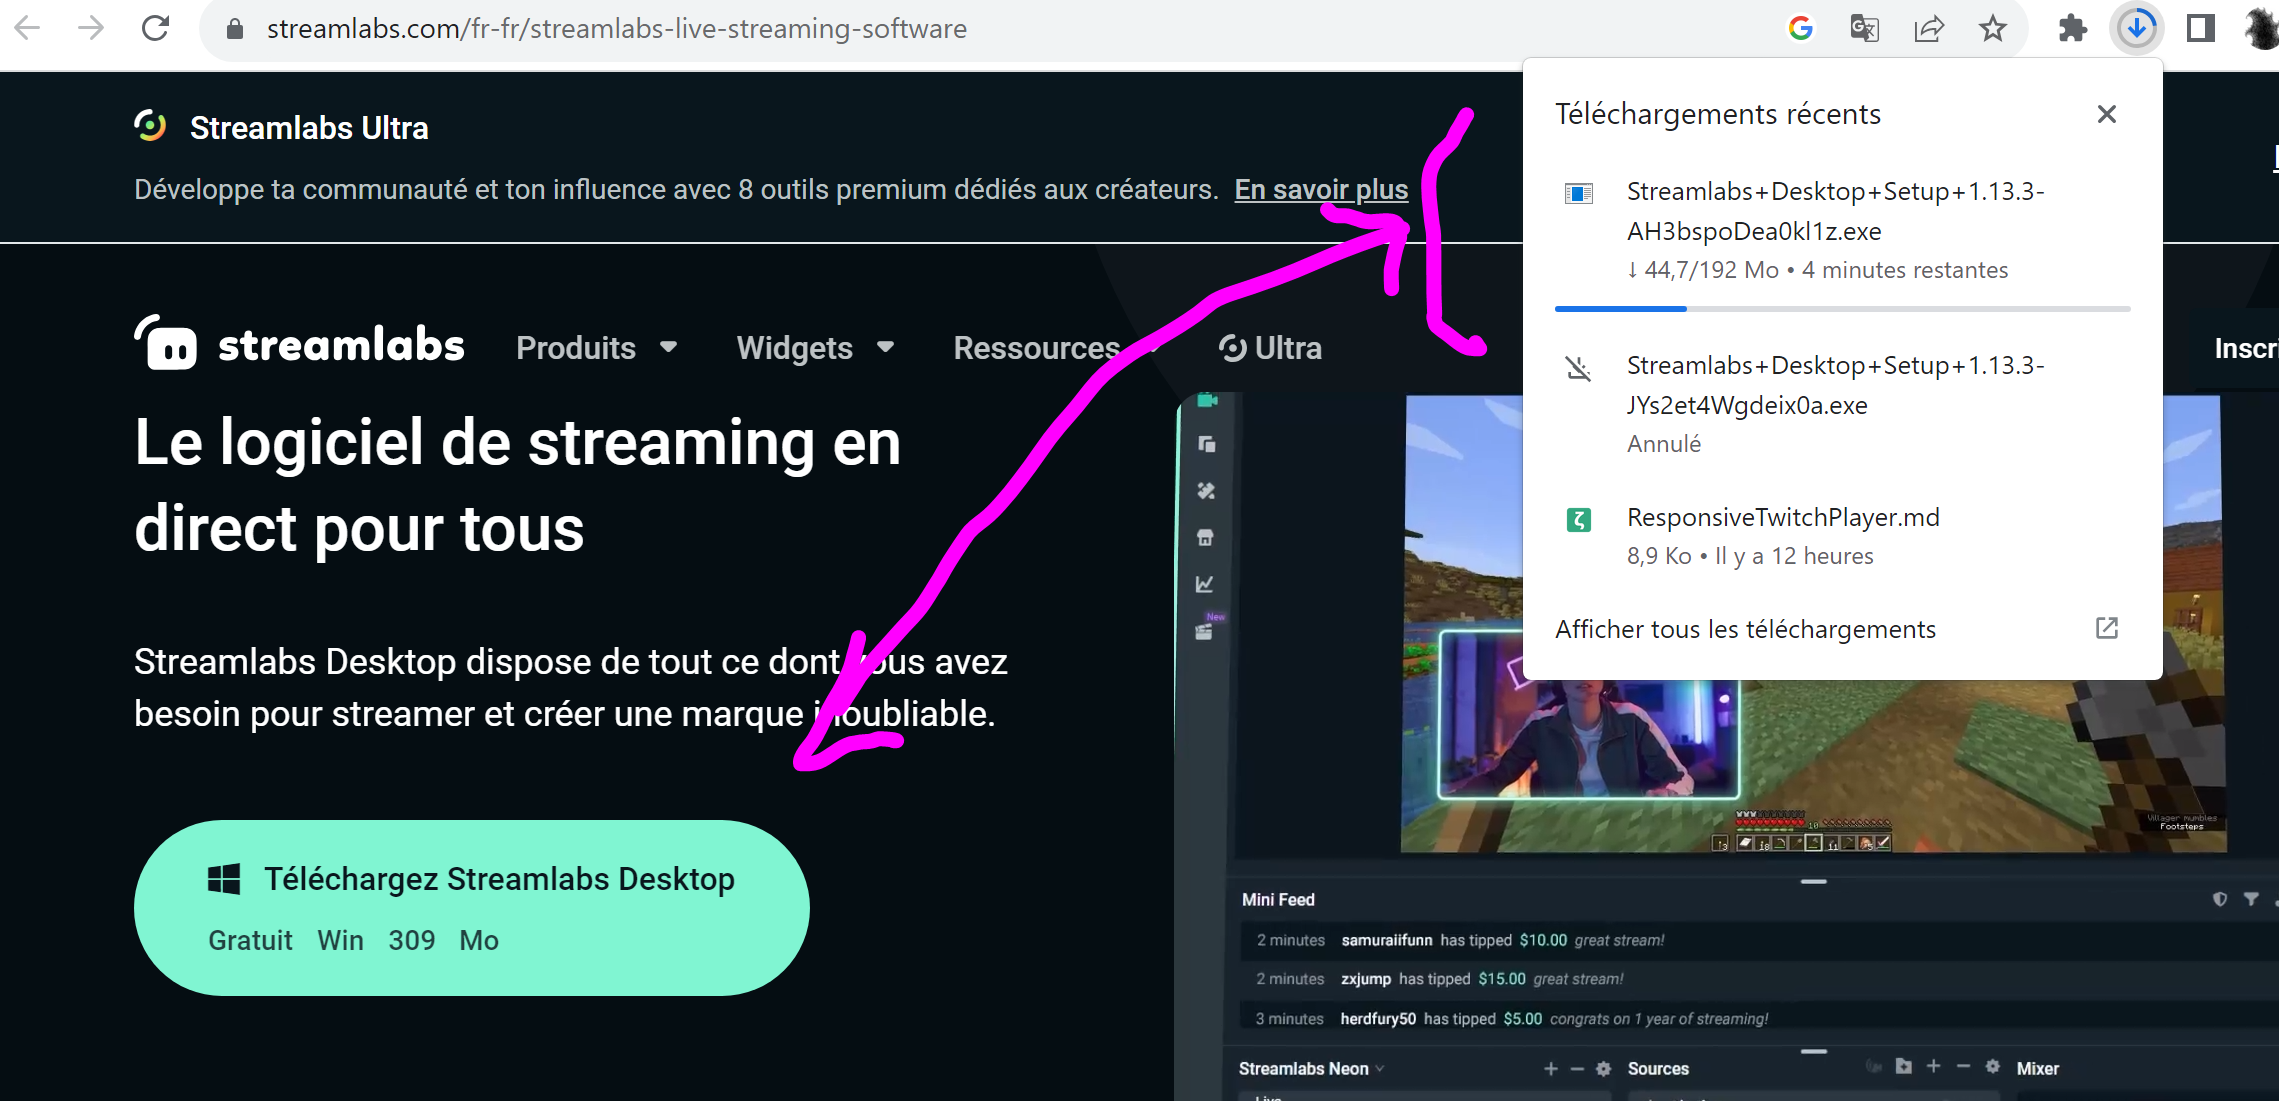 streamlabs.com/fr-fr/streamlabs-live-streaming-software
Téléchargements récents
Streamlabs+Desktop+Setup+1.13.3-
AH3bspoDea0kl1z.exe
↓ 44,7/192 Mo • 4 minutes restantes
Streamlabs+Desktop+Setup+1.13.3-
JYs2et4Wgdeix0a.exe
Annulé
ResponsiveTwitchPlayer.md
8,9 Ko • Il y a 12 heures
Afficher tous les téléchargements
Streamlabs Ultra
Développe ta communauté et ton influence avec 8 outils premium dédiés aux créateurs. En savoir plus
streamlabs Produits Widgets Ressources Ultra
Le logiciel de streaming en
direct pour tous
Streamlabs Desktop dispose de tout ce dont vous avez
besoin pour streamer et créer une marque inoubliable.
Téléchargez Streamlabs Desktop
Gratuit Win 309 Mo
New
Villager mumbles
Footsteps
Mini Feed
2 minutes samuraiifunn has tipped $10.00 great stream!
2 minutes zxjump has tipped $15.00 great stream!
3 minutes herdfury50 has tipped $5.00 congrats on 1 year of streaming!
Streamlabs Neon Sources Mixer